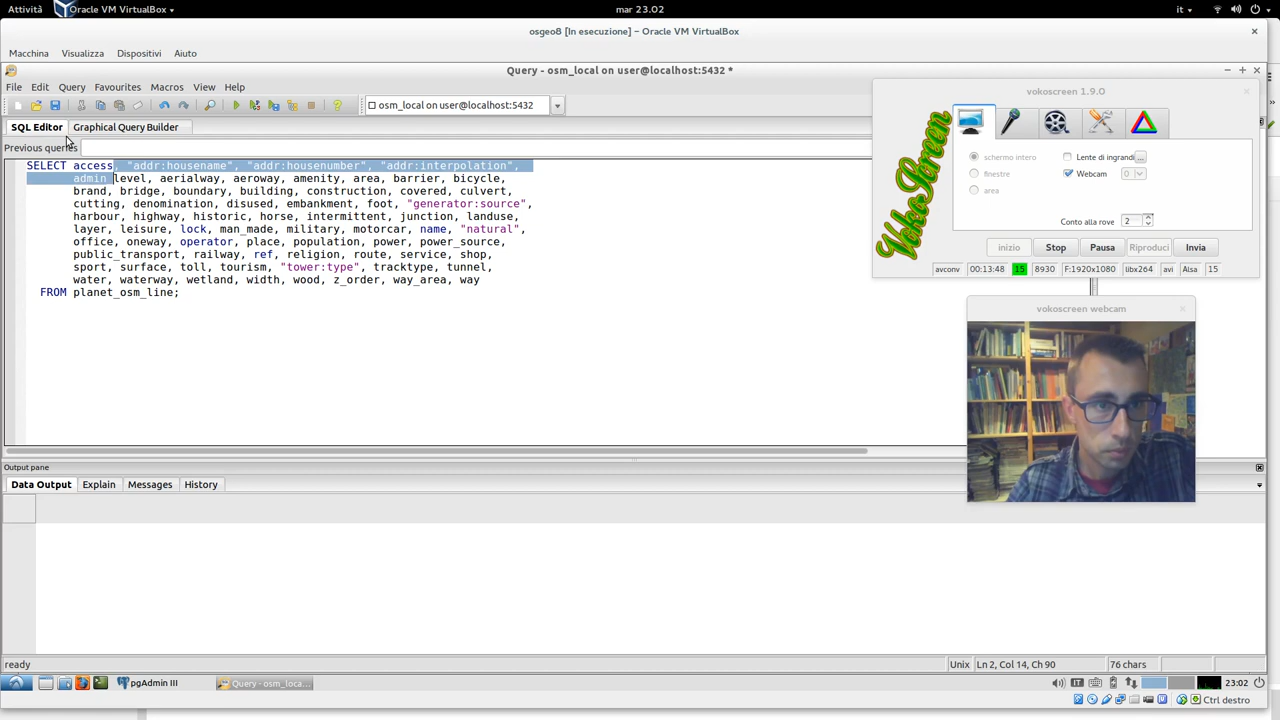 Attività Oracle VM VirtualBox mar 23.02 it
osgeo8 [In esecuzione] – Oracle VM VirtualBox
Macchina Visualizza Dispositivi Aiuto
Query - osm_local on user@localhost:5432 *
File Edit Query Favourites Macros View Help
osm_local on user@localhost:5432
SQL Editor Graphical Query Builder
Previous queries
SELECT access, "addr:housename", "addr:housenumber", "addr:interpolation",
admin_level, aerialway, aeroway, amenity, area, barrier, bicycle,
brand, bridge, boundary, building, construction, covered, culvert,
cutting, denomination, disused, embankment, foot, "generator:source",
harbour, highway, historic, horse, intermittent, junction, landuse,
layer, leisure, lock, man_made, military, motorcar, name, "natural",
office, oneway, operator, place, population, power, power_source,
public_transport, railway, ref, religion, route, service, shop,
sport, surface, toll, tourism, "tower:type", tracktype, tunnel,
water, waterway, wetland, width, wood, z_order, way_area, way
FROM planet_osm_line;
vokoscreen 1.9.0
VokoScreen
schermo intero
finestre
area
Lente di ingrandi ...
Webcam 0
Conto alla rove 2
inizio Stop Pausa Riproduci Invia
avconv 00:13:48 15 8930 F:1920x1080 libx264 avi Alsa 15
vokoscreen webcam
Output pane
Data Output Explain Messages History
ready Unix Ln 2, Col 14, Ch 90 76 chars
pgAdmin III Query - osm_loca... IT 23:02
Ctrl destro